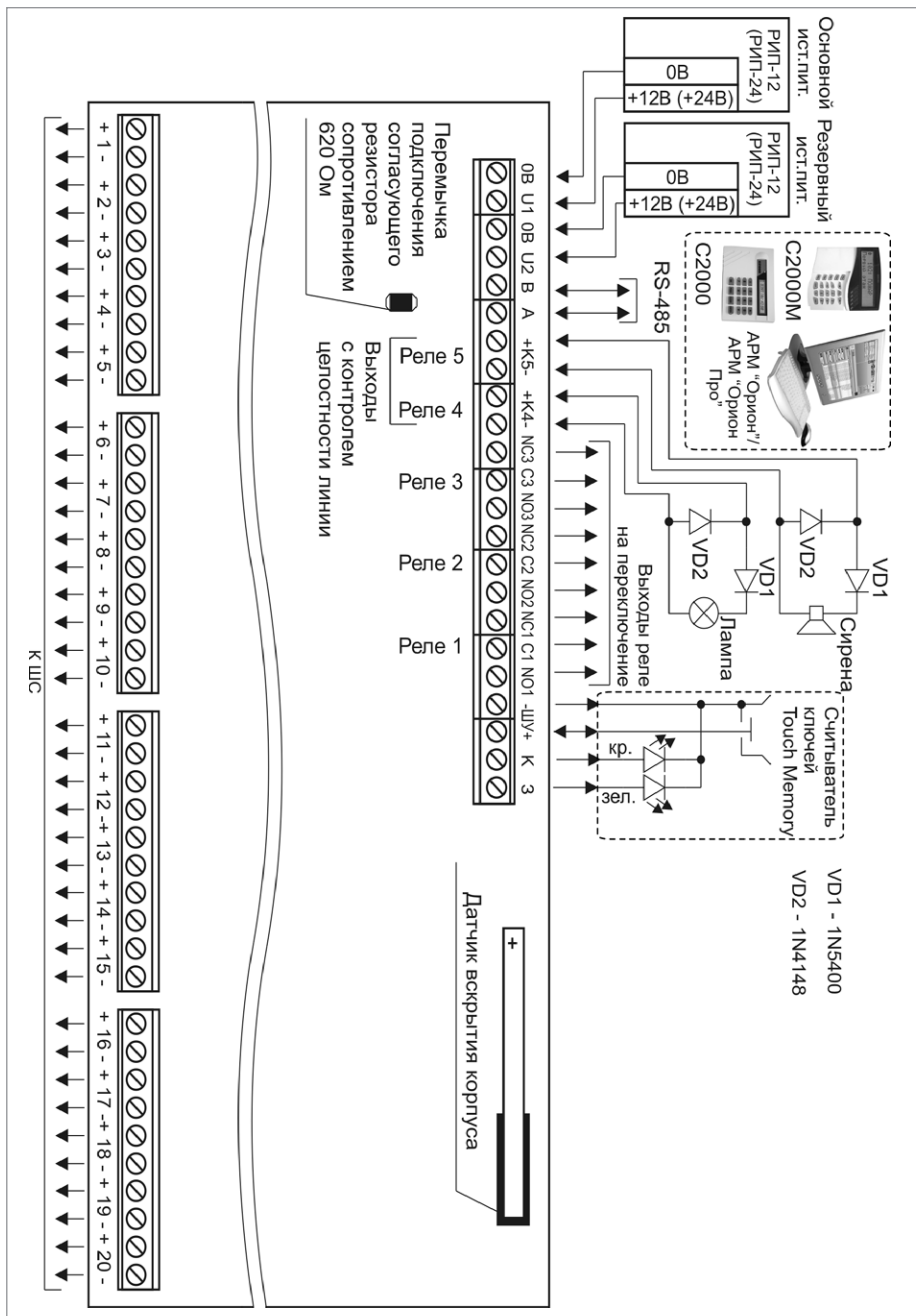 Основной
ист.пит.
РИП-12
(РИП-24)
0В
+12В (+24В)
Резервный
ист.пит.
РИП-12
(РИП-24)
0В
+12В (+24В)
С2000М
С2000
АРМ "Орион"/
АРМ "Орион
Про"
RS-485
VD1
VD2
Сирена
VD1
VD2
Лампа
Выходы реле
на переключение
Считыватель
ключей
Touch Memory
кр.
зел.
VD1 - 1N5400
VD2 - 1N4148
0В U1 0В U2 В А +К5- +К4- NC3 C3 NO3 NC2 C2 NO2 NC1 C1 NO1 -ШУ+ К З
Реле 5
Реле 4
Реле 3
Реле 2
Реле 1
Выходы
с контролем
целостности линии
Перемычка
подключения
согласующего
резистора
сопротивлением
620 Ом
+
Датчик вскрытия корпуса
+ 1 - + 2 - + 3 - + 4 - + 5 - + 6 - + 7 - + 8 - + 9 - + 10 - + 11 - + 12 -+ 13 - + 14 - + 15 - + 16 - + 17 -+ 18 - + 19 - + 20 -
К ШС